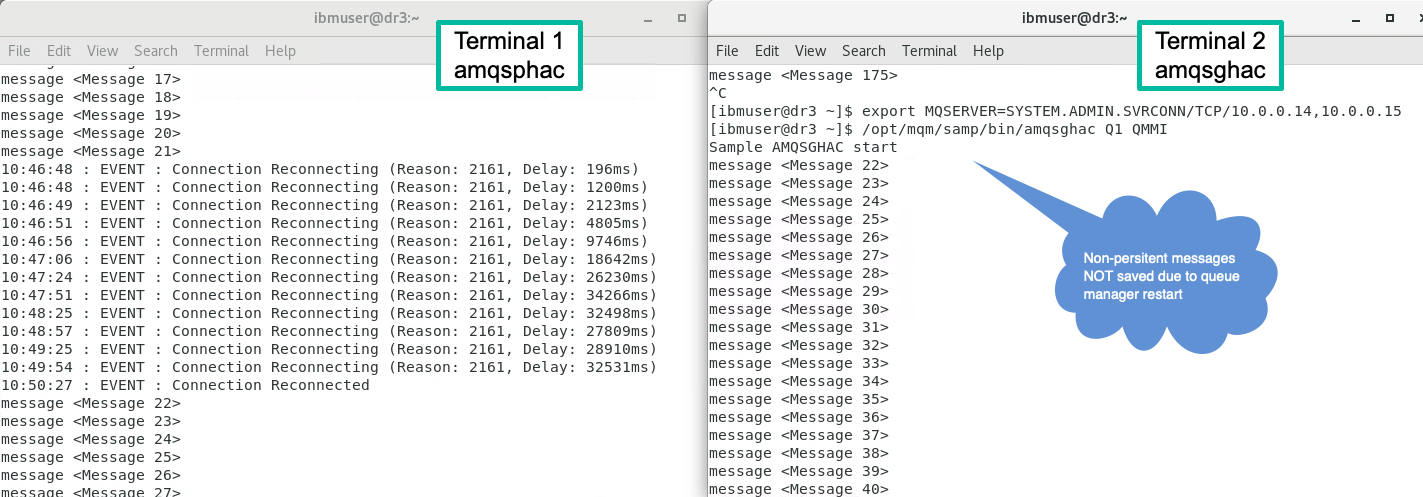 ibmuser@dr3:~
Terminal 1
amqsphac
File Edit View Search Terminal Help
message <Message 17>
message <Message 18>
message <Message 19>
message <Message 20>
message <Message 21>
10:46:48 : EVENT : Connection Reconnecting (Reason: 2161, Delay: 196ms)
10:46:48 : EVENT : Connection Reconnecting (Reason: 2161, Delay: 1200ms)
10:46:49 : EVENT : Connection Reconnecting (Reason: 2161, Delay: 2123ms)
10:46:51 : EVENT : Connection Reconnecting (Reason: 2161, Delay: 4805ms)
10:46:56 : EVENT : Connection Reconnecting (Reason: 2161, Delay: 9746ms)
10:47:06 : EVENT : Connection Reconnecting (Reason: 2161, Delay: 18642ms)
10:47:24 : EVENT : Connection Reconnecting (Reason: 2161, Delay: 26230ms)
10:47:51 : EVENT : Connection Reconnecting (Reason: 2161, Delay: 34266ms)
10:48:25 : EVENT : Connection Reconnecting (Reason: 2161, Delay: 32498ms)
10:48:57 : EVENT : Connection Reconnecting (Reason: 2161, Delay: 27809ms)
10:49:25 : EVENT : Connection Reconnecting (Reason: 2161, Delay: 28910ms)
10:49:54 : EVENT : Connection Reconnecting (Reason: 2161, Delay: 32531ms)
10:50:27 : EVENT : Connection Reconnected
message <Message 22>
message <Message 23>
message <Message 24>
message <Message 25>
message <Message 26>
message <Message 27>
ibmuser@dr3:~
Terminal 2
amqsghac
File Edit View Search Terminal Help
message <Message 175>
^C
[ibmuser@dr3 ~]$ export MQSERVER=SYSTEM.ADMIN.SVRCONN/TCP/10.0.0.14,10.0.0.15
[ibmuser@dr3 ~]$ /opt/mqm/samp/bin/amqsghac Q1 QMMI
Sample AMQSGHAC start
message <Message 22>
message <Message 23>
message <Message 24>
message <Message 25>
message <Message 26>
message <Message 27>
message <Message 28>
message <Message 29>
message <Message 30>
message <Message 31>
message <Message 32>
message <Message 33>
message <Message 34>
message <Message 35>
message <Message 36>
message <Message 37>
message <Message 38>
message <Message 39>
message <Message 40>
Non-persitent messages
NOT saved due to queue
manager restart